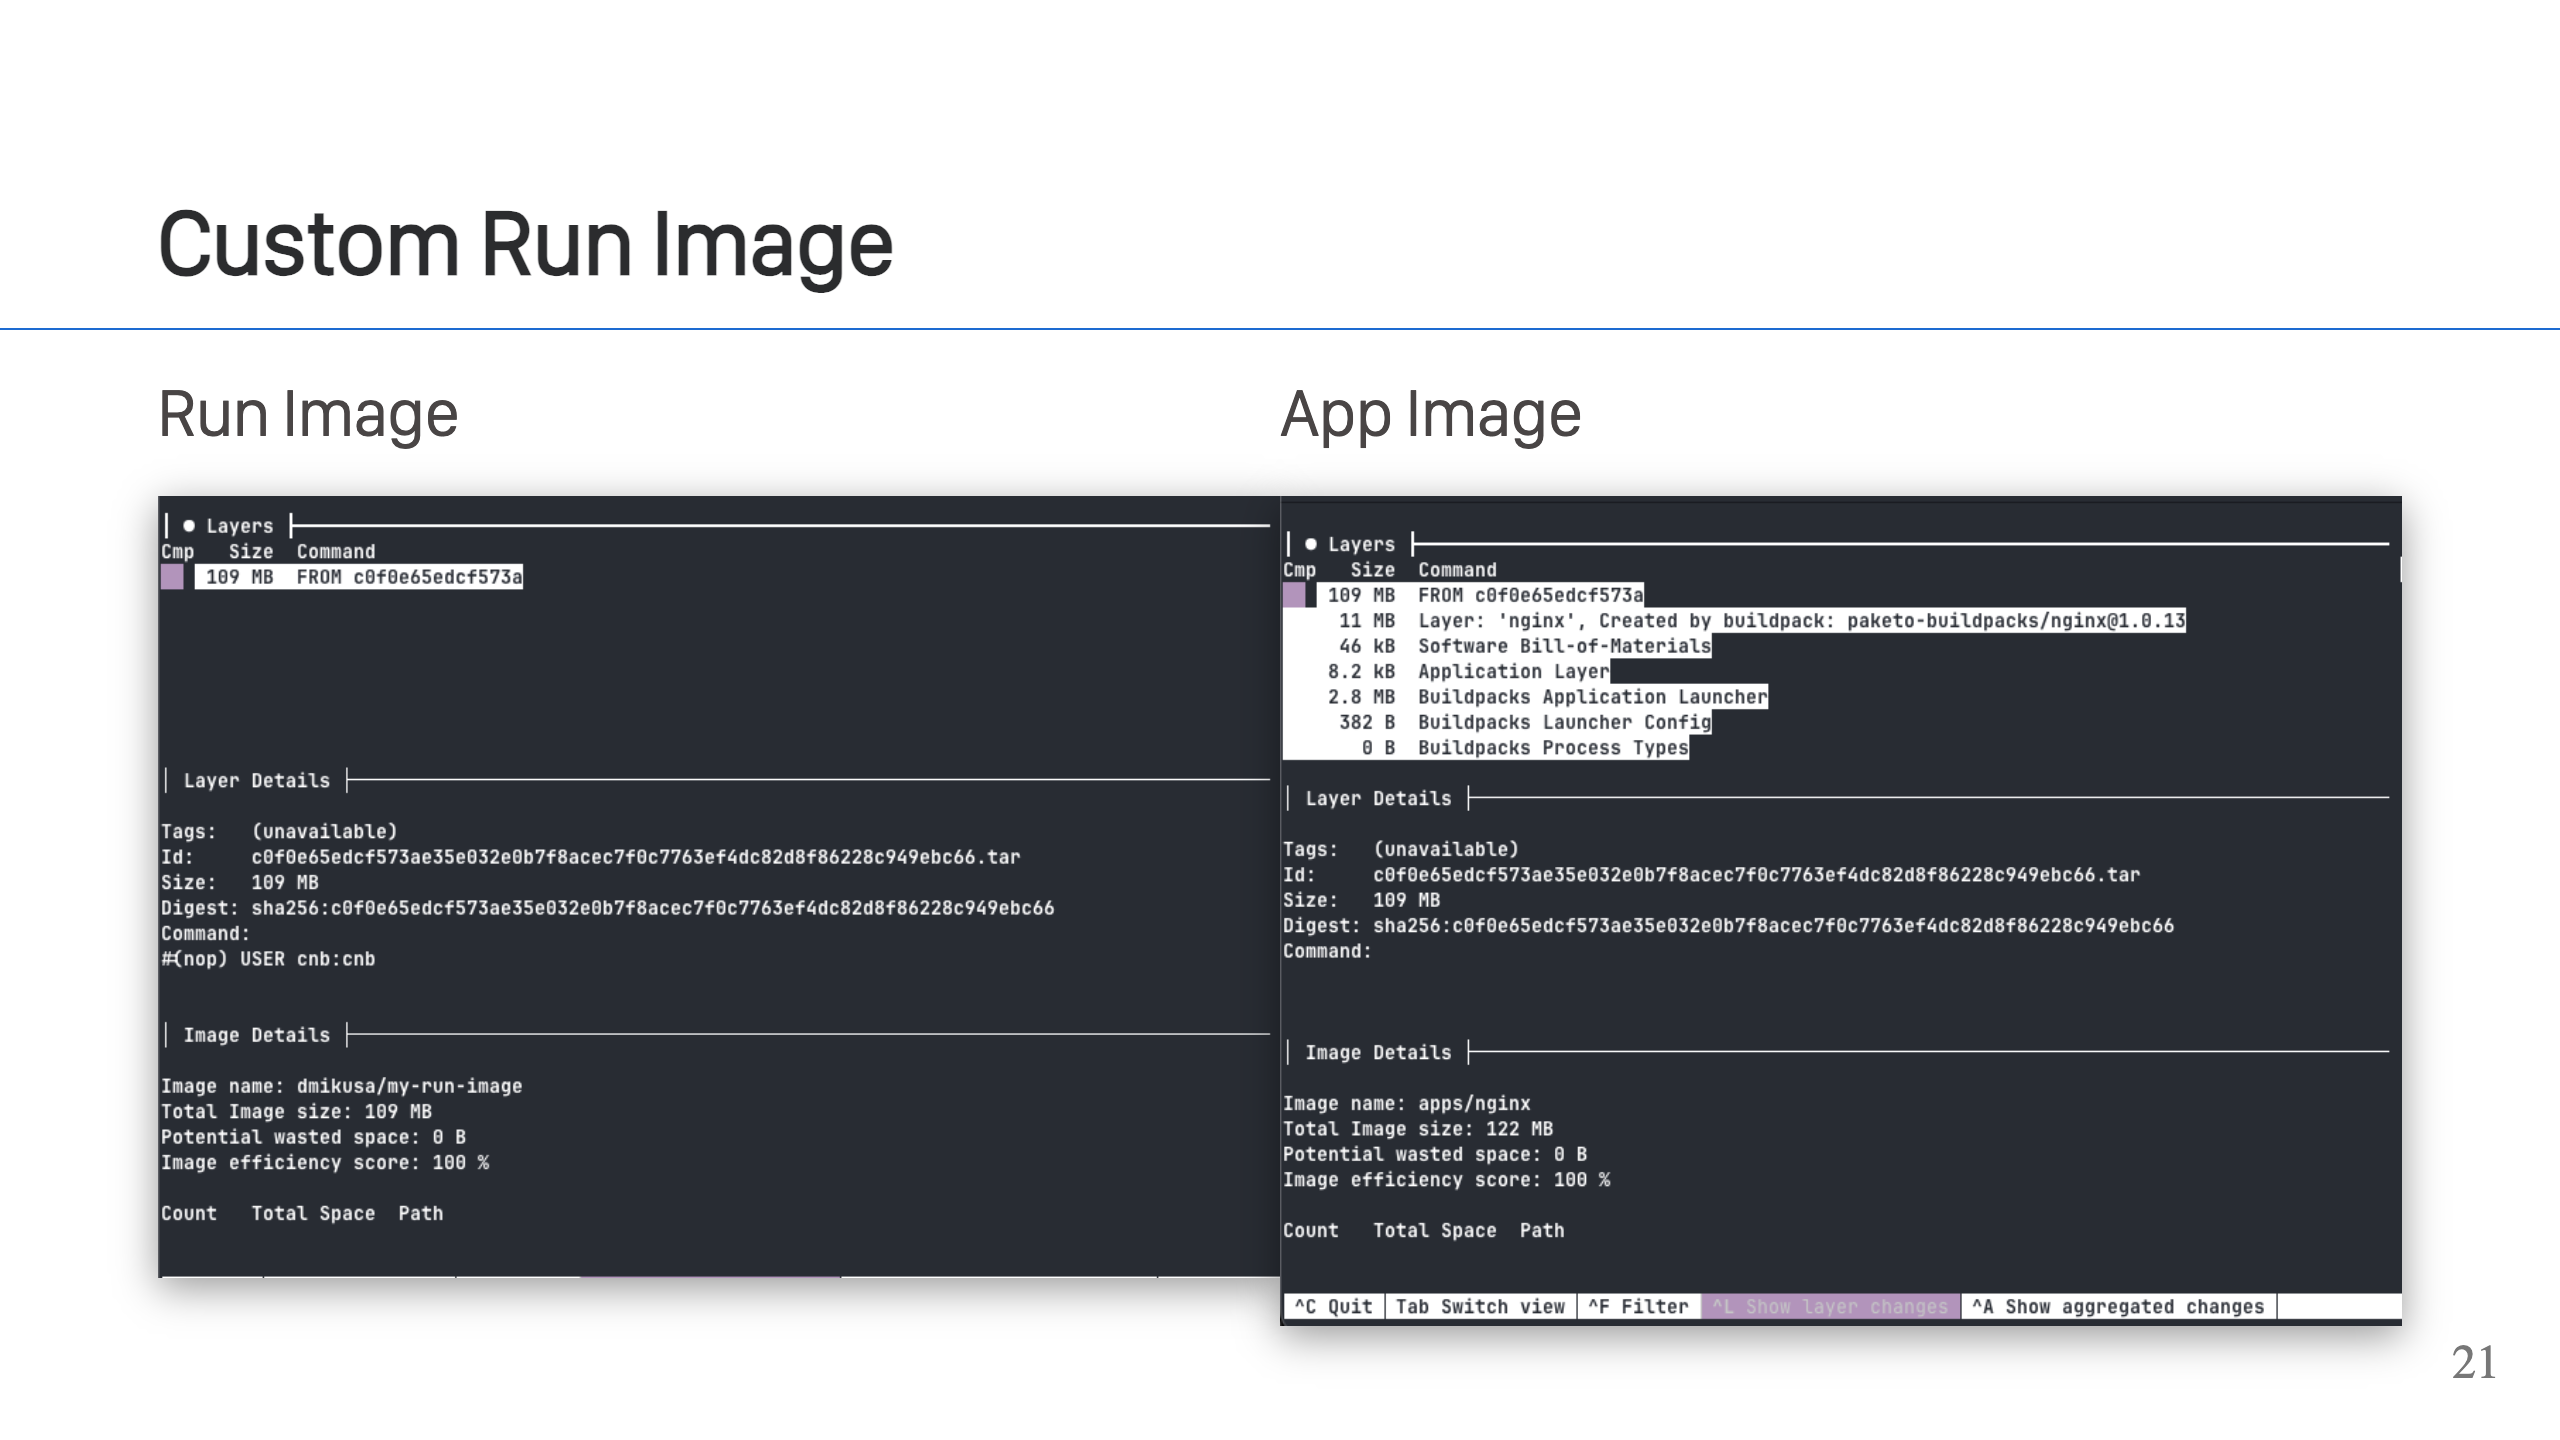 Custom Run Image
Run Image
● Layers
Cmp Size Command
109 MB FROM c0f0e65edcf573a
Layer Details
Tags: (unavailable)
Id: c0f0e65edcf573ae35e032e0b7f8acec7f0c7763ef4dc82d8f86228c949ebc66.tar
Size: 109 MB
Digest: sha256:c0f0e65edcf573ae35e032e0b7f8acec7f0c7763ef4dc82d8f86228c949ebc66
Command:
#(nop) USER cnb:cnb
Image Details
Image name: dmikusa/my-run-image
Total Image size: 109 MB
Potential wasted space: 0 B
Image efficiency score: 100 %
Count Total Space Path
App Image
● Layers
Cmp Size Command
109 MB FROM c0f0e65edcf573a
11 MB Layer: 'nginx', Created by buildpack: paketo-buildpacks/nginx@1.0.13
46 kB Software Bill-of-Materials
8.2 kB Application Layer
2.8 MB Buildpacks Application Launcher
382 B Buildpacks Launcher Config
0 B Buildpacks Process Types
Layer Details
Tags: (unavailable)
Id: c0f0e65edcf573ae35e032e0b7f8acec7f0c7763ef4dc82d8f86228c949ebc66.tar
Size: 109 MB
Digest: sha256:c0f0e65edcf573ae35e032e0b7f8acec7f0c7763ef4dc82d8f86228c949ebc66
Command:
Image Details
Image name: apps/nginx
Total Image size: 122 MB
Potential wasted space: 0 B
Image efficiency score: 100 %
Count Total Space Path
^C Quit Tab Switch view ^F Filter ^L Show layer changes ^A Show aggregated changes
21